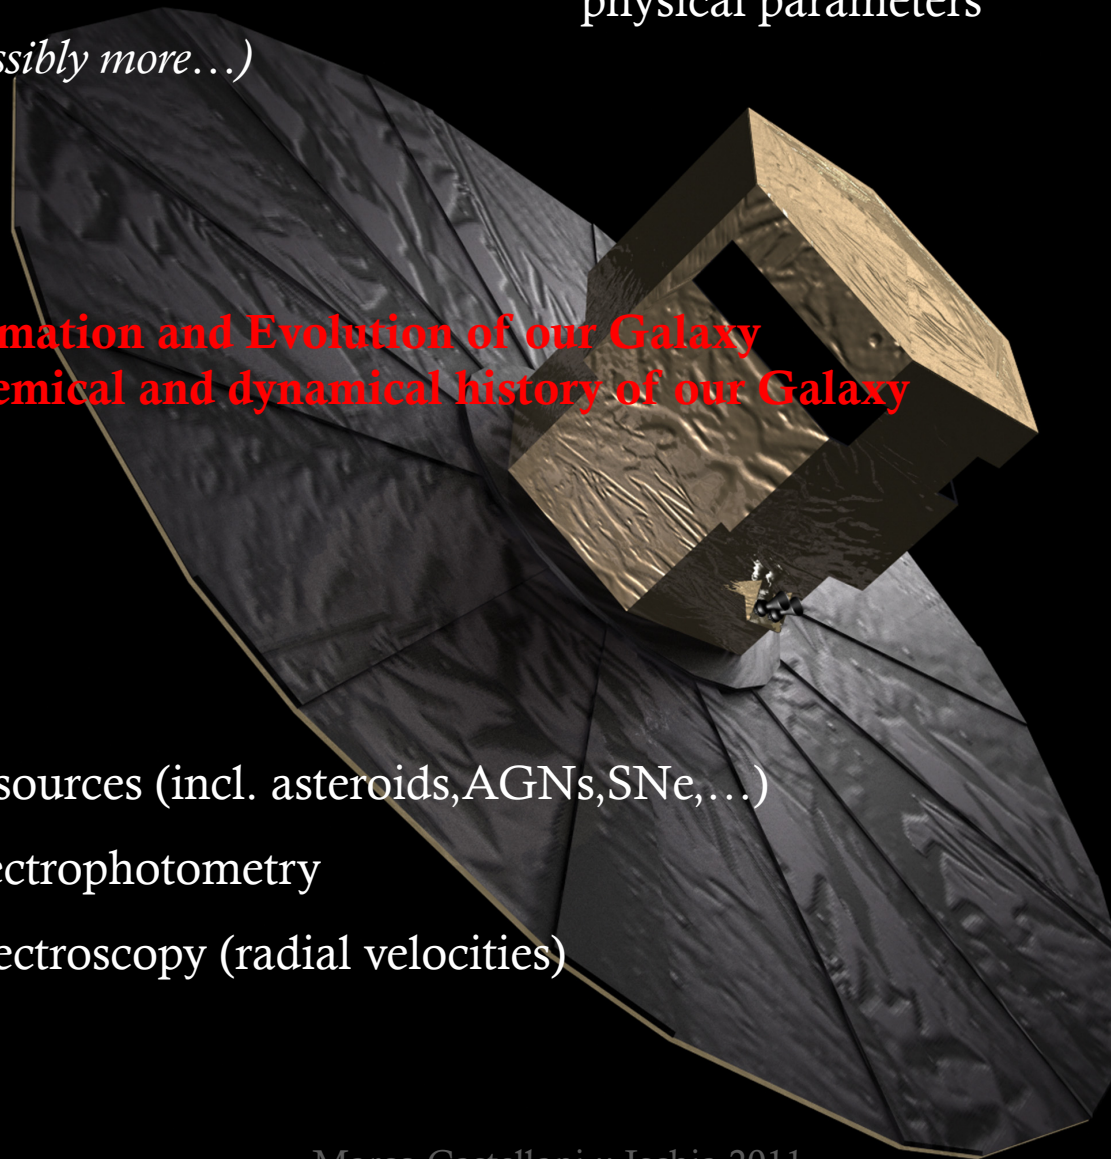 physical parameters
ssibly more…)
mation and Evolution of our Galaxy
emical and dynamical history of our Galaxy
sources (incl. asteroids,AGNs,SNe,…)
ectrophotometry
ectroscopy (radial velocities)
2011